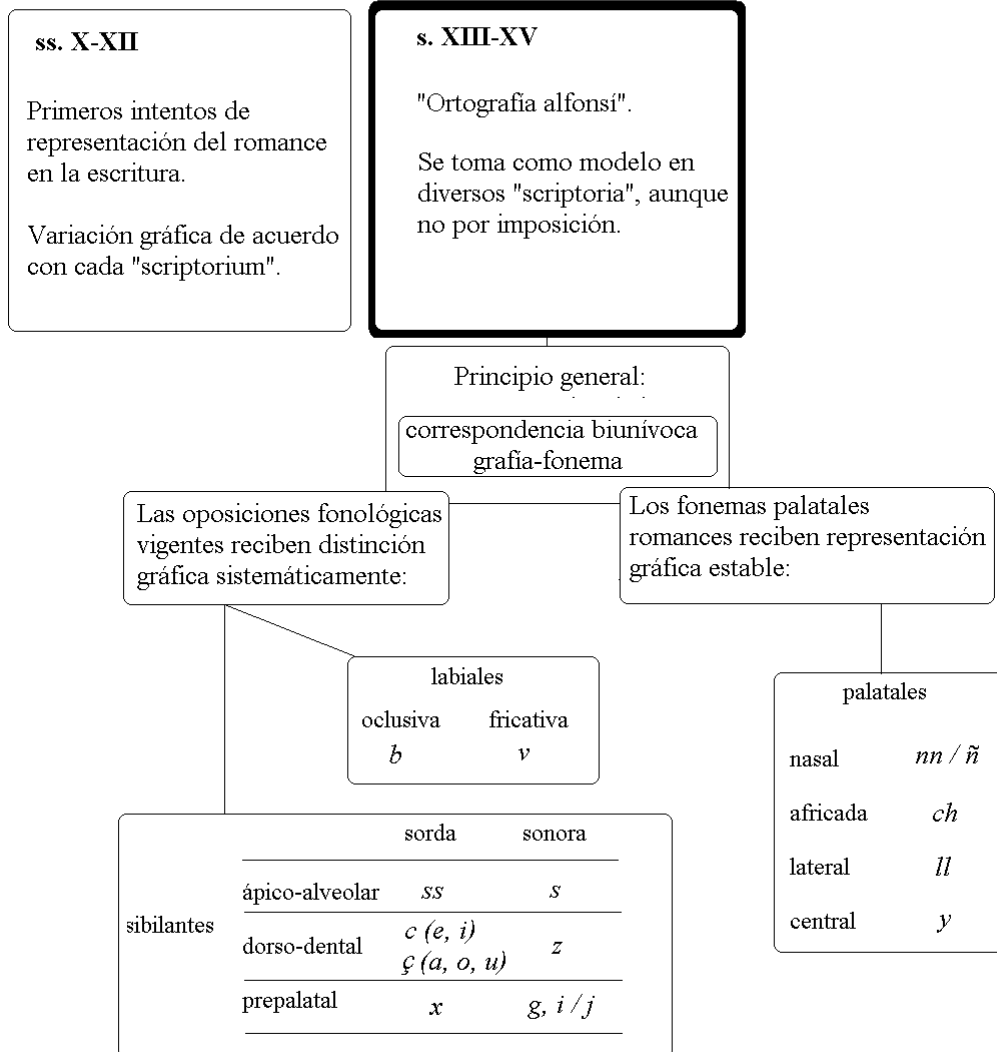 ss. X-XII
Primeros intentos de
representación del romance
en la escritura.
Variación gráfica de acuerdo
con cada "scriptorium".
s. XIII-XV
"Ortografía alfonsí".
Se toma como modelo en
diversos "scriptoria", aunque
no por imposición.
Principio general:
correspondencia biunívoca
grafía-fonema
Las oposiciones fonológicas
vigentes reciben distinción
gráfica sistemáticamente:
Los fonemas palatales
romances reciben representación
gráfica estable:
labiales
oclusiva fricativa
b v
palatales
nasal nn / ñ
africada ch
lateral ll
central y
sorda sonora
sibilantes
ápico-alveolar ss s
dorso-dental c (e, i) z
ç (a, o, u)
prepalatal x g, i / j